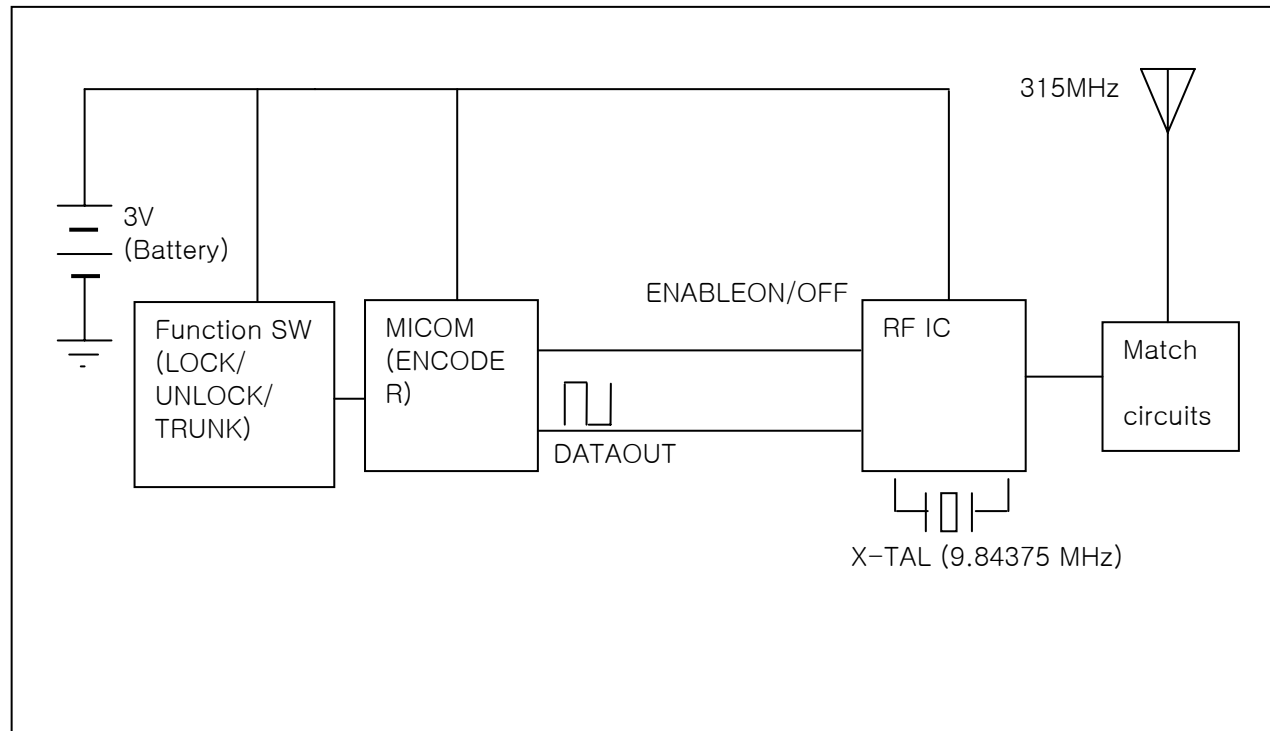 315MHz
3V
(Battery)
ENABLEON/OFF
Function SW
(LOCK/
UNLOCK/
TRUNK)
MICOM
(ENCODE
R)
DATAOUT
RF IC
Match
circuits
X-TAL (9.84375 MHz)